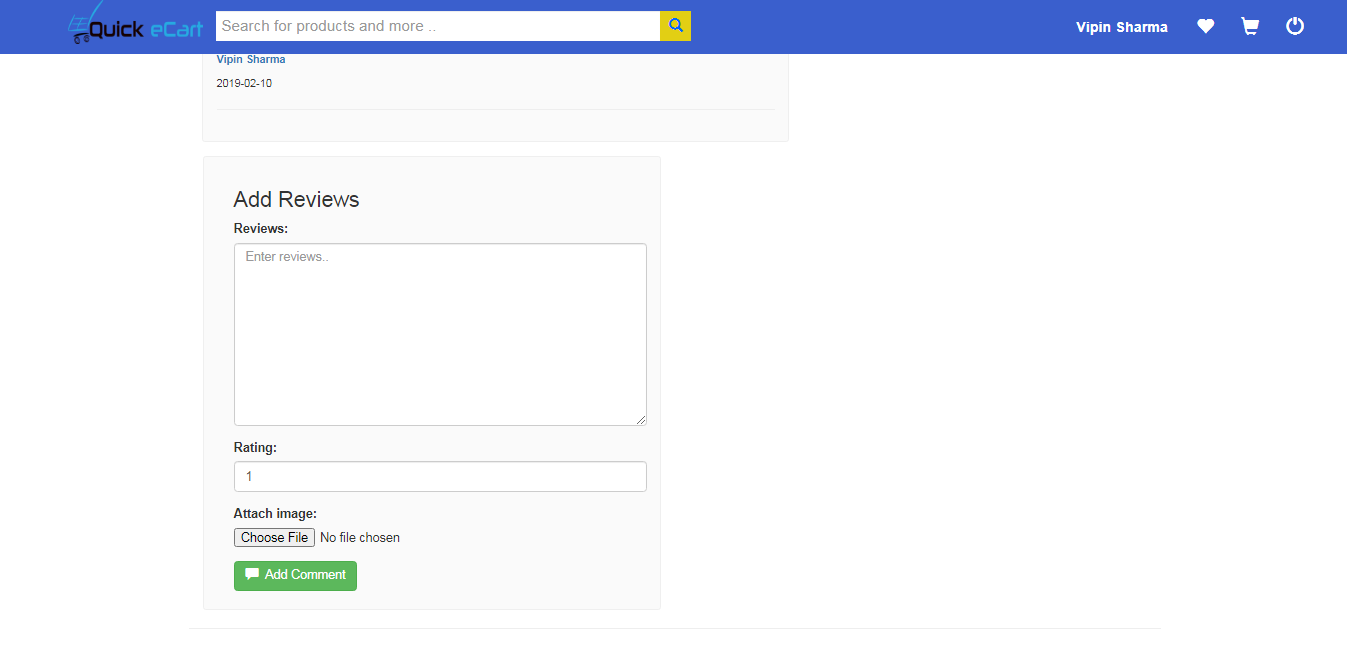 Quick eCart
Search for products and more ..
Vipin Sharma
Vipin Sharma
2019-02-10
Add Reviews
Reviews:
Enter reviews..
Rating:
1
Attach image:
Choose File No file chosen
Add Comment